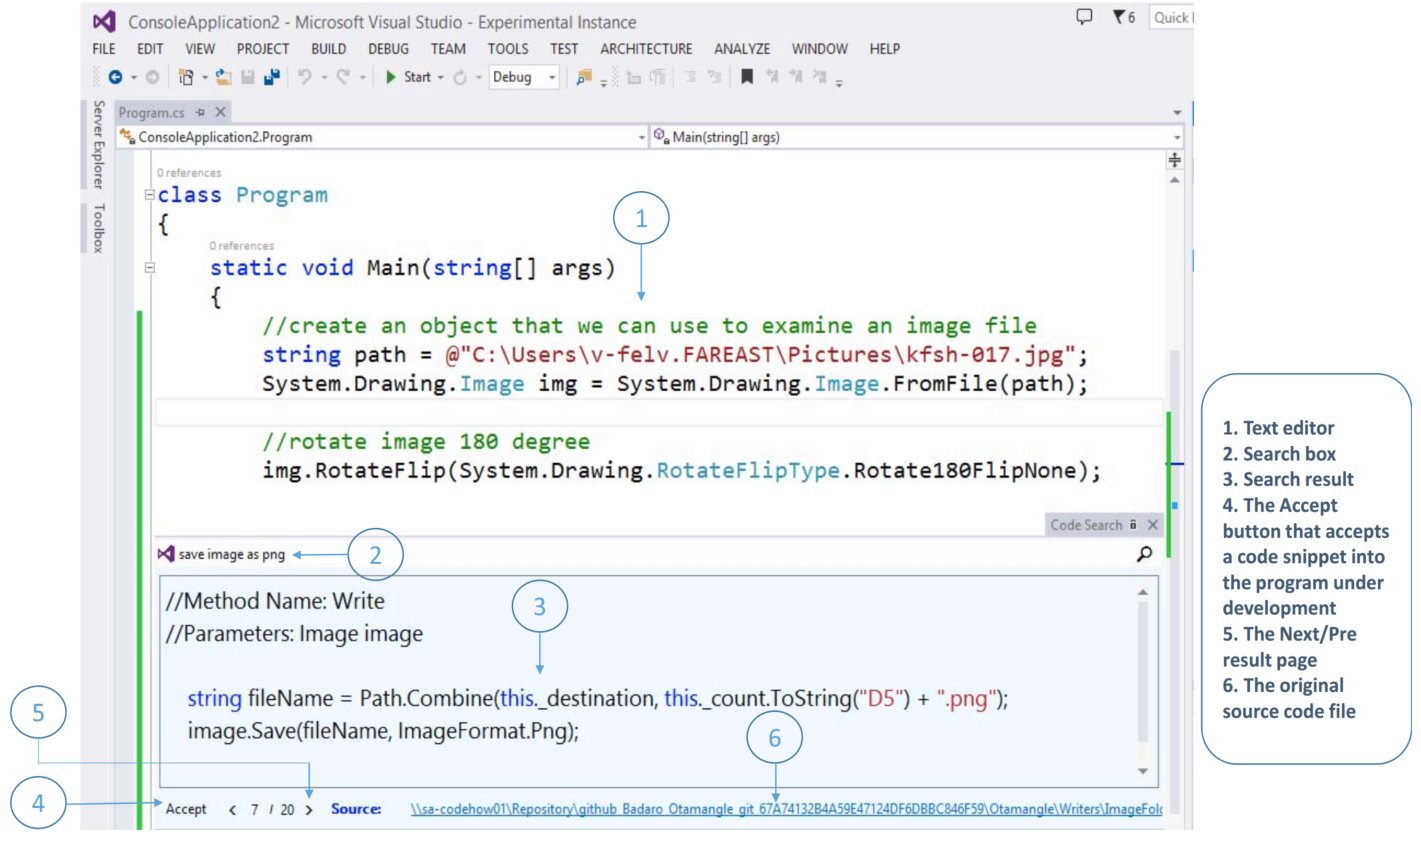 ConsoleApplication2 - Microsoft Visual Studio - Experimental Instance
6 Quick
FILE EDIT VIEW PROJECT BUILD DEBUG TEAM TOOLS TEST ARCHITECTURE ANALYZE WINDOW HELP
Start Debug
Server Explorer
Toolbox
Program.cs
ConsoleApplication2.Program
Main(string[] args)
0 references
class Program
{
0 references
static void Main(string[] args)
{
1
//create an object that we can use to examine an image file
string path = @"C:\Users\v-felv.FAREAST\Pictures\kfsh-017.jpg";
System.Drawing.Image img = System.Drawing.Image.FromFile(path);
//rotate image 180 degree
img.RotateFlip(System.Drawing.RotateFlipType.Rotate180FlipNone);
Code Search
save image as png
2
//Method Name: Write
//Parameters: Image image
3
string fileName = Path.Combine(this._destination, this._count.ToString("D5") + ".png");
image.Save(fileName, ImageFormat.Png);
5
6
4
Accept < 7 / 20 > Source: \\sa-codehow01\Repository\github_Badaro_Otamangle_git_67A74132B4A59E47124DF6DBBC846F59\Otamangle\Writers\ImageFol
1. Text editor
2. Search box
3. Search result
4. The Accept
button that accepts
a code snippet into
the program under
development
5. The Next/Pre
result page
6. The original
source code file